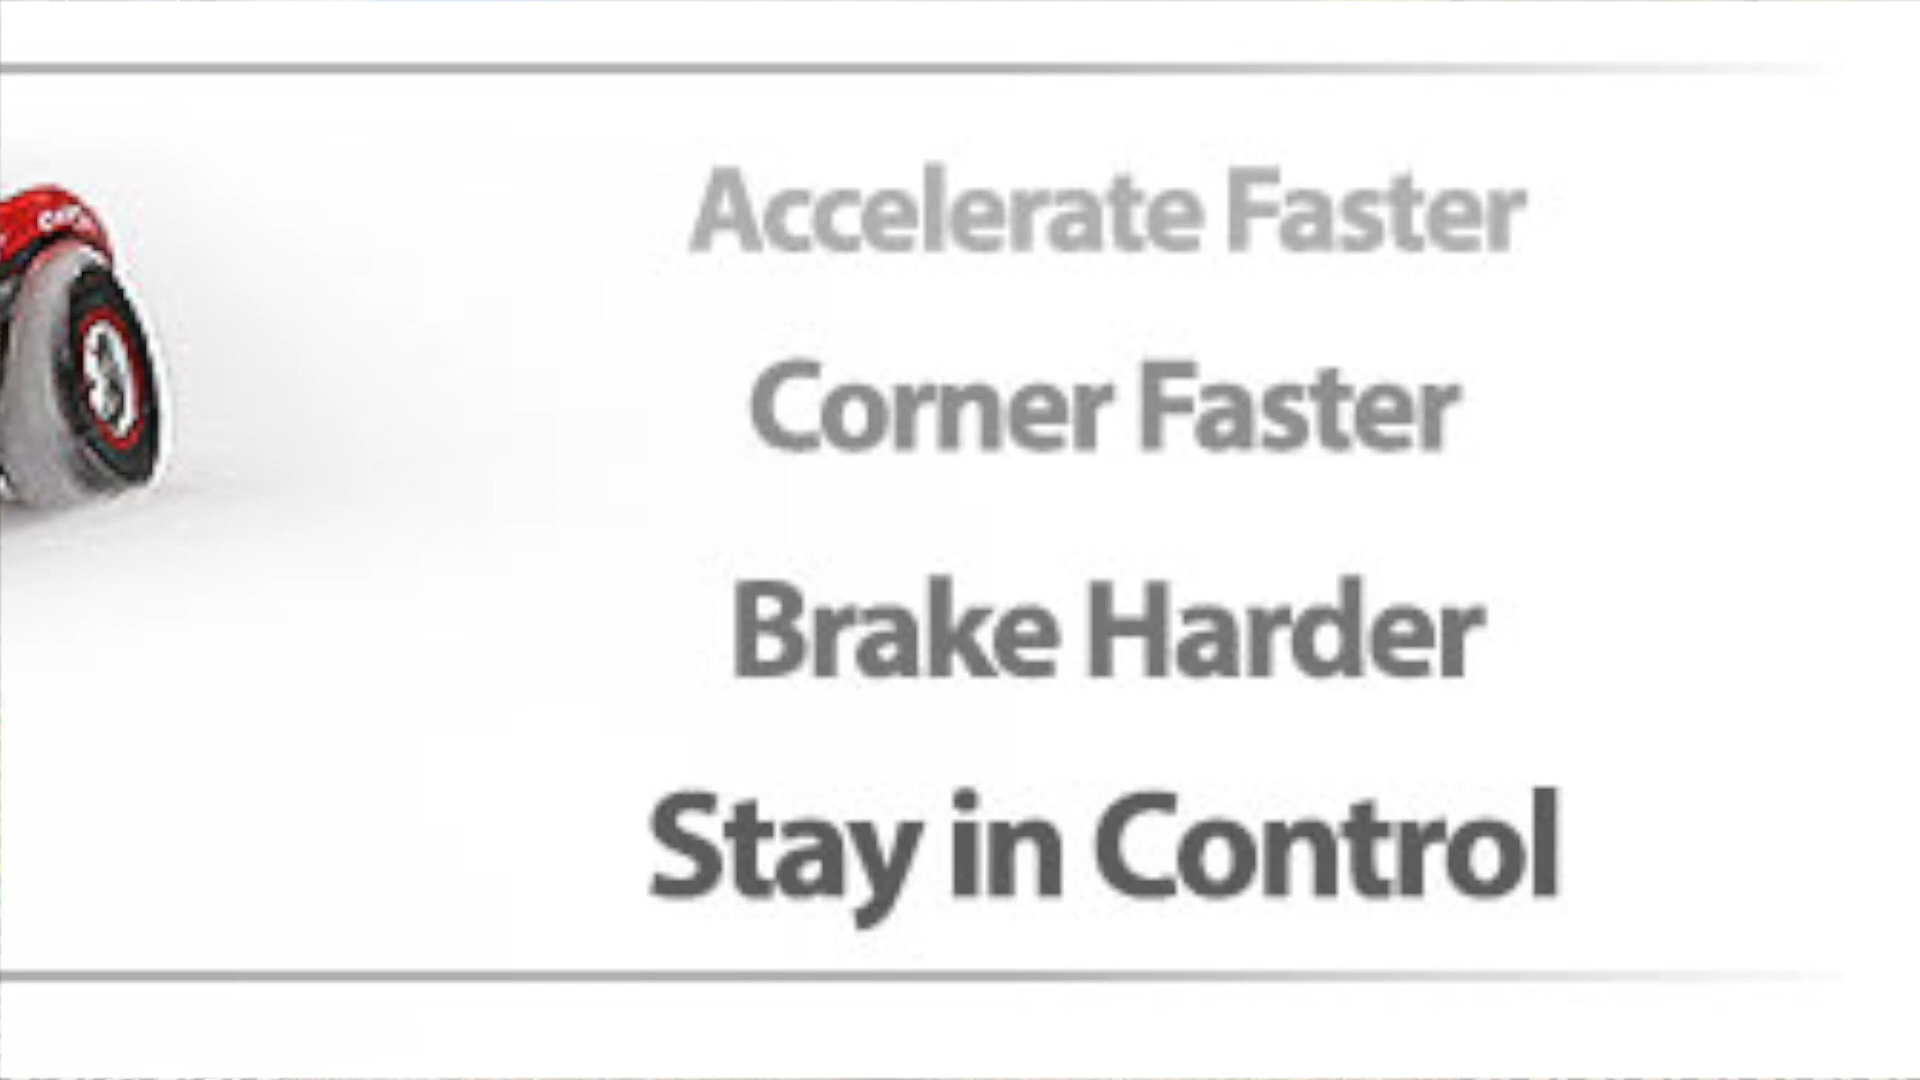 Accelerate Faster
Corner Faster
Brake Harder
Stay in Control